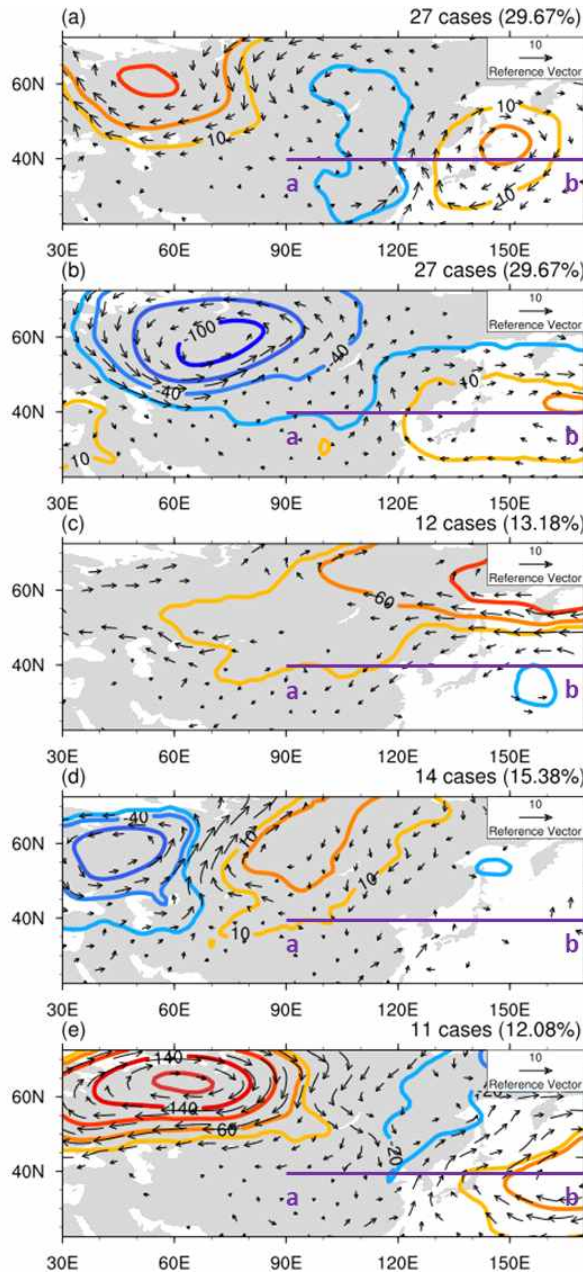 (a) 27 cases (29.67%)
10
Reference Vector
60N
10
10
40N
a b
30E 60E 90E 120E 150E
(b) 27 cases (29.67%)
10
Reference Vector
60N
-100
-40
-40
10
40N
a b
10
10
30E 60E 90E 120E 150E
(c) 12 cases (13.18%)
10
Reference Vector
60N
60
40N
a b
30E 60E 90E 120E 150E
(d) 14 cases (15.38%)
10
Reference Vector
-40
60N
10
10
40N
10
a b
30E 60E 90E 120E 150E
(e) 11 cases (12.08%)
10
Reference Vector
140
60N
140
60
-20
-20
40N
a b
30E 60E 90E 120E 150E